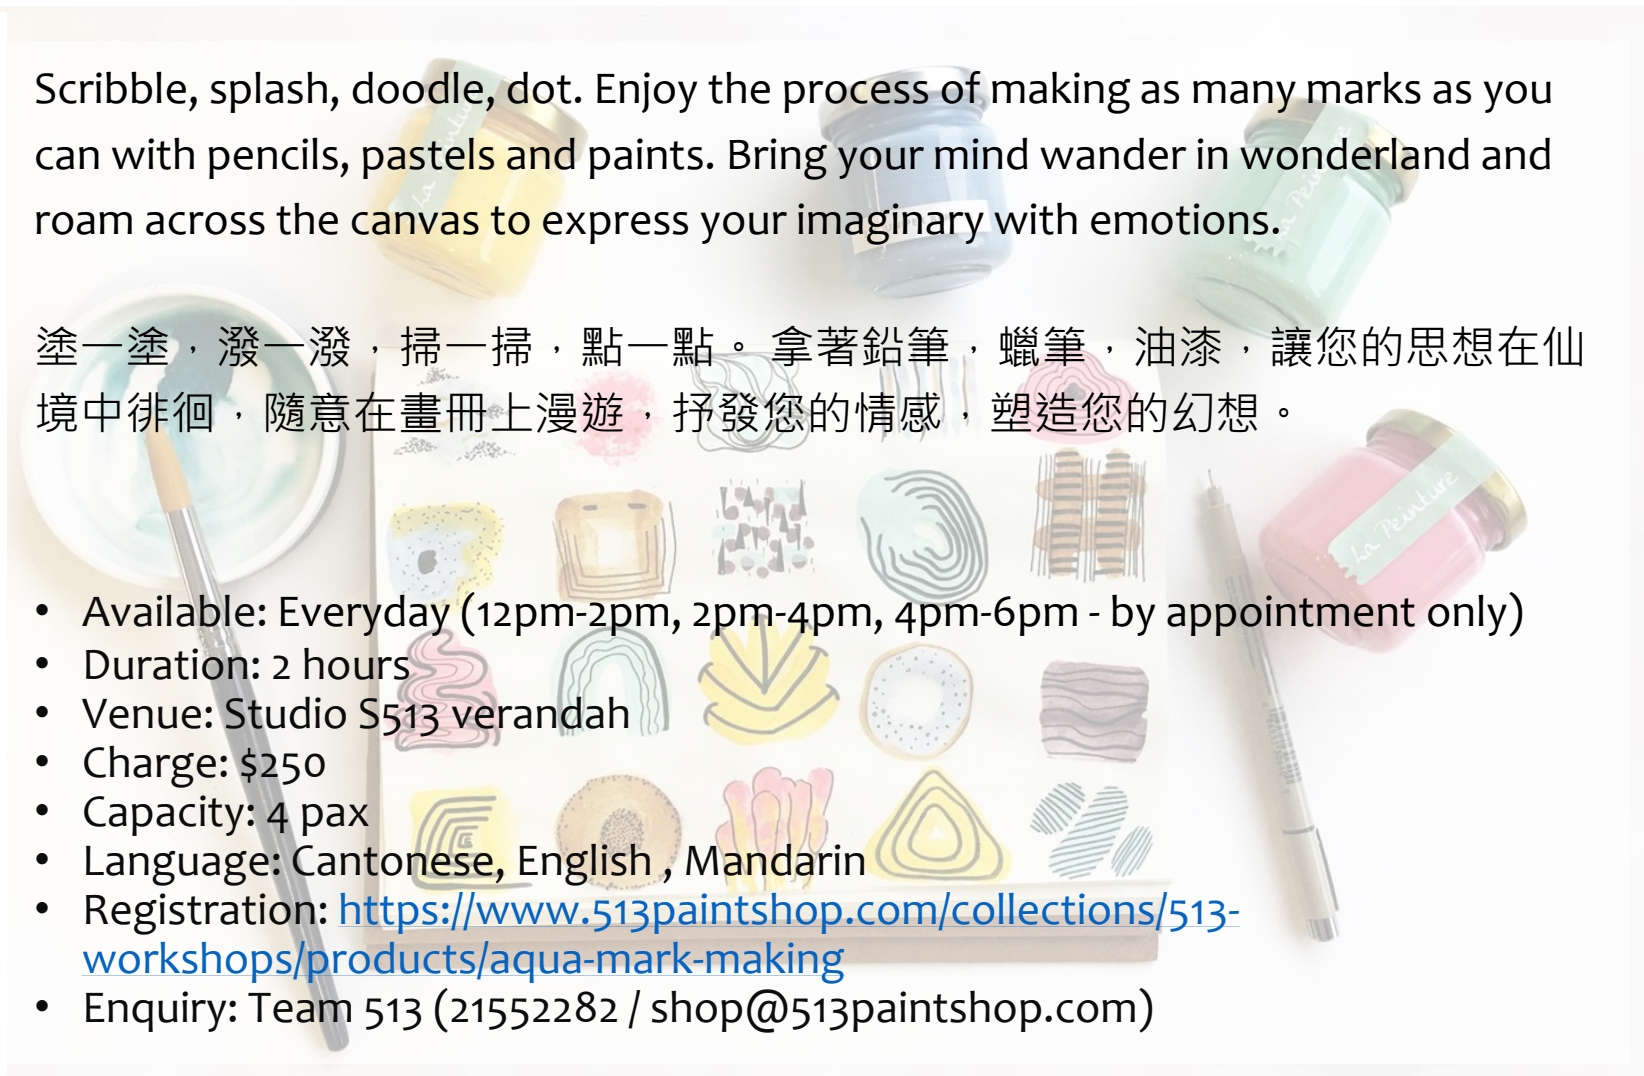 Scribble, splash, doodle, dot. Enjoy the process of making as many marks as you
can with pencils, pastels and paints. Bring your mind wander in wonderland and
roam across the canvas to express your imaginary with emotions.
塗一塗，潑一潑，掃一掃，點一點。拿著鉛筆，蠟筆，油漆，讓您的思想在仙
境中徘徊，隨意在畫冊上漫遊，抒發您的情感，塑造您的幻想。
• Available: Everyday (12pm-2pm, 2pm-4pm, 4pm-6pm - by appointment only)
• Duration: 2 hours
• Venue: Studio S513 verandah
• Charge: $250
• Capacity: 4 pax
• Language: Cantonese, English , Mandarin
• Registration: https://www.513paintshop.com/collections/513-
workshops/products/aqua-mark-making
• Enquiry: Team 513 (21552282 / shop@513paintshop.com)
La Peinture
La Peinture
La Peinture